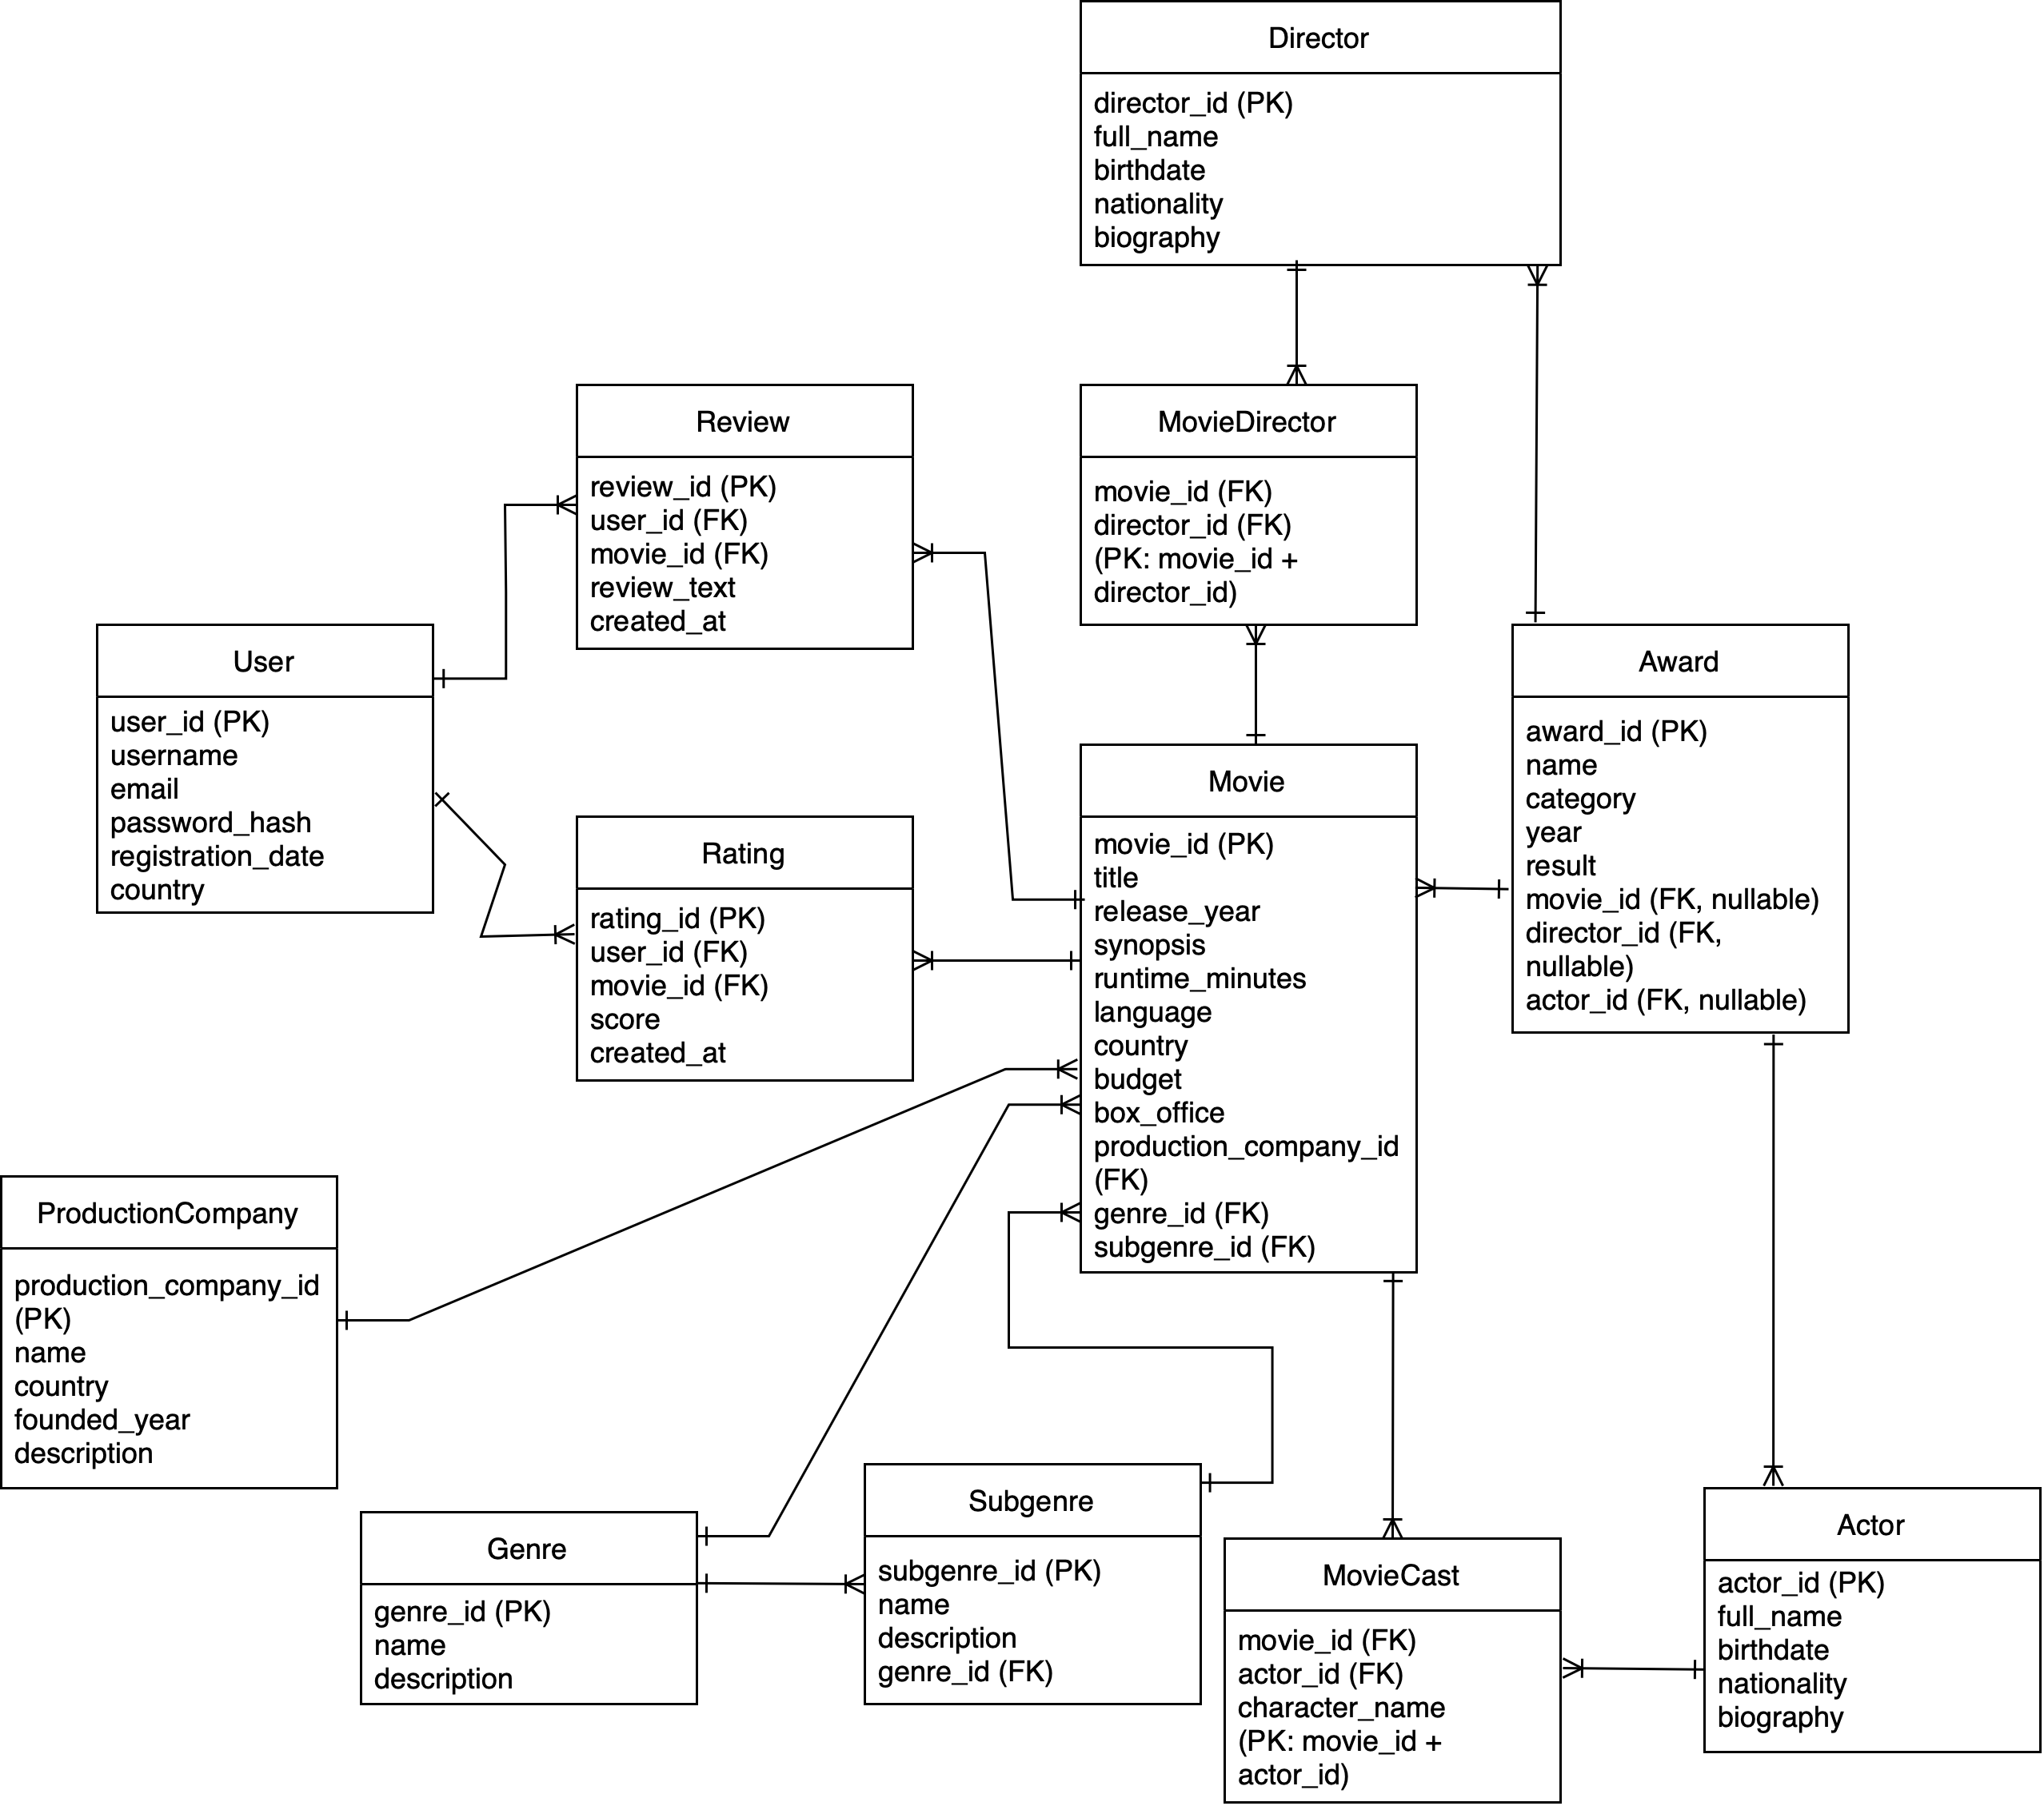 Director
director_id (PK)
full_name
birthdate
nationality
biography
Review
review_id (PK)
user_id (FK)
movie_id (FK)
review_text
created_at
MovieDirector
movie_id (FK)
director_id (FK)
(PK: movie_id +
director_id)
User
user_id (PK)
username
email
password_hash
registration_date
country
Award
award_id (PK)
name
category
year
result
movie_id (FK, nullable)
director_id (FK,
nullable)
actor_id (FK, nullable)
Rating
rating_id (PK)
user_id (FK)
movie_id (FK)
score
created_at
Movie
movie_id (PK)
title
release_year
synopsis
runtime_minutes
language
country
budget
box_office
production_company_id
(FK)
genre_id (FK)
subgenre_id (FK)
ProductionCompany
production_company_id
(PK)
name
country
founded_year
description
Genre
genre_id (PK)
name
description
Subgenre
subgenre_id (PK)
name
description
genre_id (FK)
MovieCast
movie_id (FK)
actor_id (FK)
character_name
(PK: movie_id +
actor_id)
Actor
actor_id (PK)
full_name
birthdate
nationality
biography